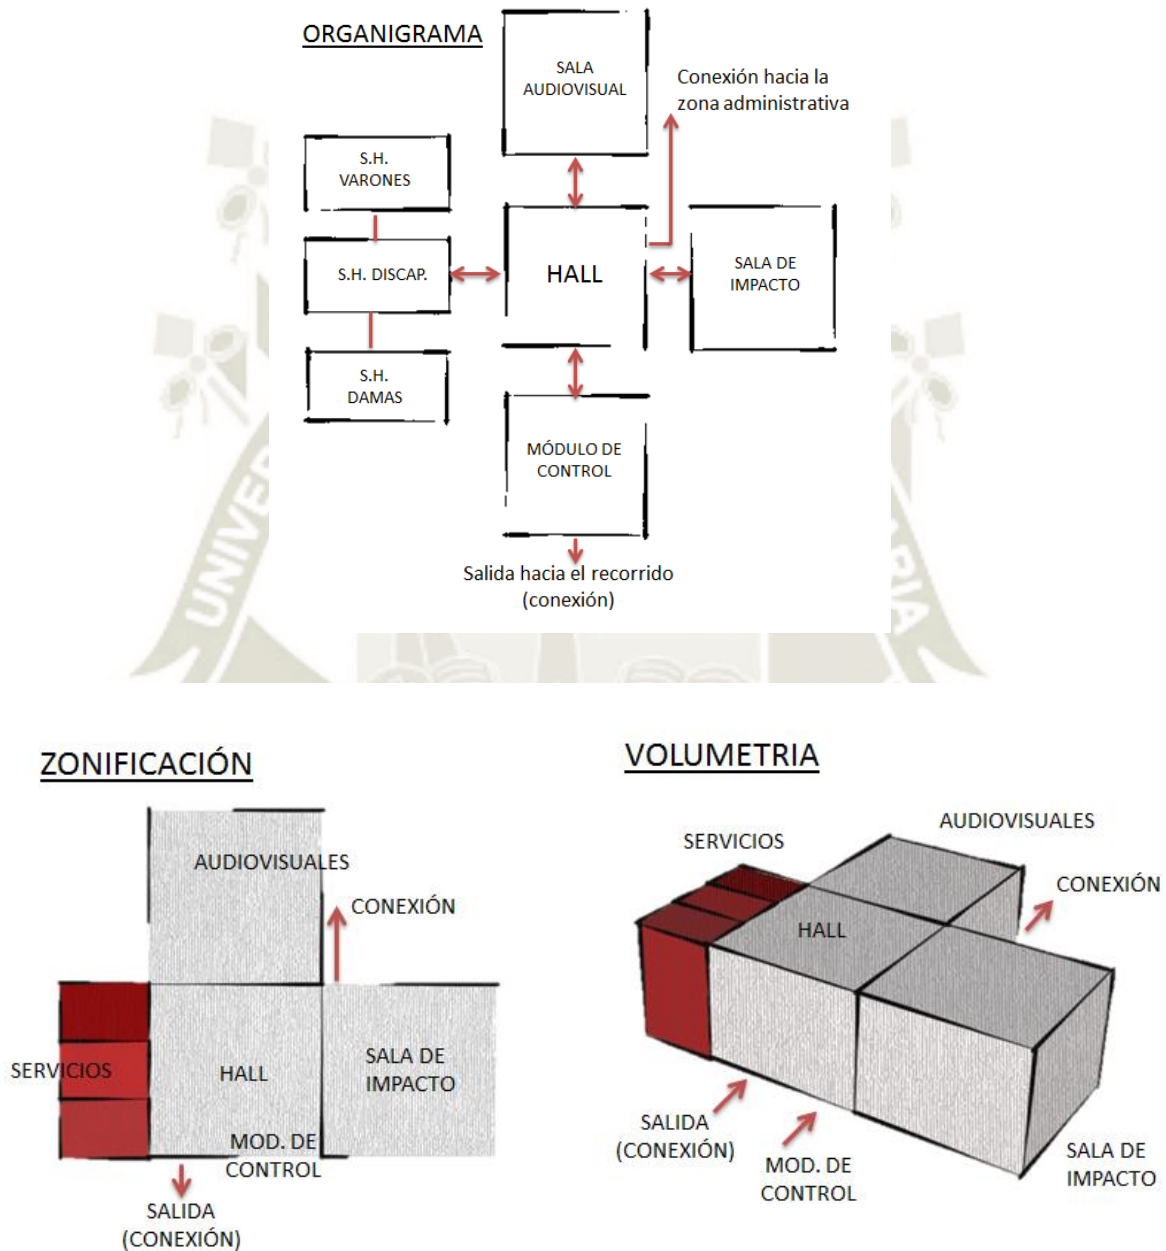 ORGANIGRAMA
SALA
AUDIOVISUAL
Conexión hacia la
zona administrativa
S.H.
VARONES
S.H. DISCAP.
HALL
SALA DE
IMPACTO
S.H.
DAMAS
MÓDULO DE
CONTROL
Salida hacia el recorrido
(conexión)
UNIVER
ARIA
ZONIFICACIÓN
AUDIOVISUALES
CONEXIÓN
SERVICIOS
HALL
SALA DE
IMPACTO
MOD. DE
CONTROL
SALIDA
(CONEXIÓN)
VOLUMETRIA
SERVICIOS
AUDIOVISUALES
CONEXIÓN
HALL
SALIDA
(CONEXIÓN)
MOD. DE
CONTROL
SALA DE
IMPACTO